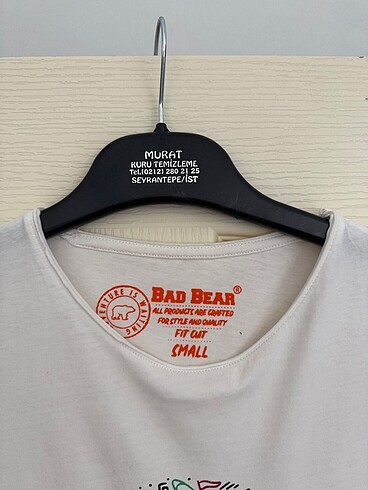 MURAT
KURU TEMİZLEME
Tel.(0212) 280 21 25
SEYRANTEPE/İST
BAD BEAR®
ALL PRODUCTS ARE CRAFTED
FOR STYLE AND QUALITY
FIT CUT
SMALL
ADVENTURE IS WAITING